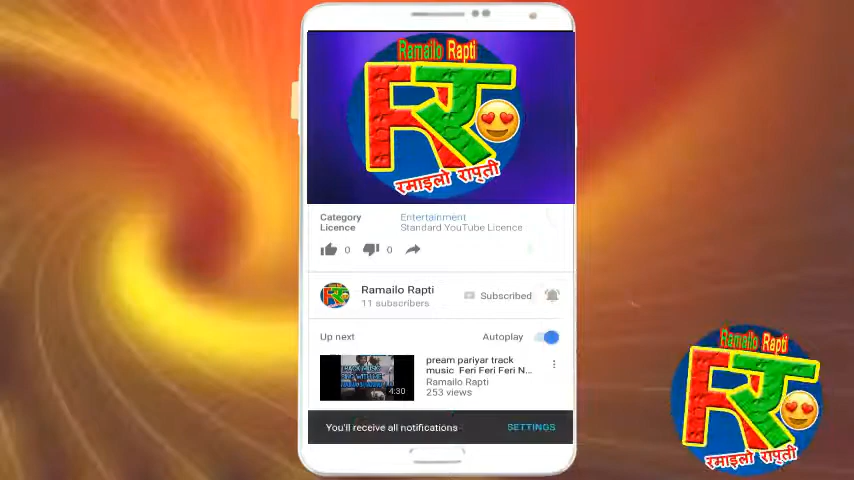 Ramailo Rapti
RT
रमाइलो राप्ती
Category Entertainment
Licence Standard YouTube Licence
0 0
Ramailo Rapti
11 subscribers
Subscribed
Up next
Autoplay
pream pariyar track
music Feri Feri Feri N...
Ramailo Rapti
253 views
4:30
You'll receive all notifications SETTINGS
Ramailo Rapti
RT
रमाइलो राप्ती